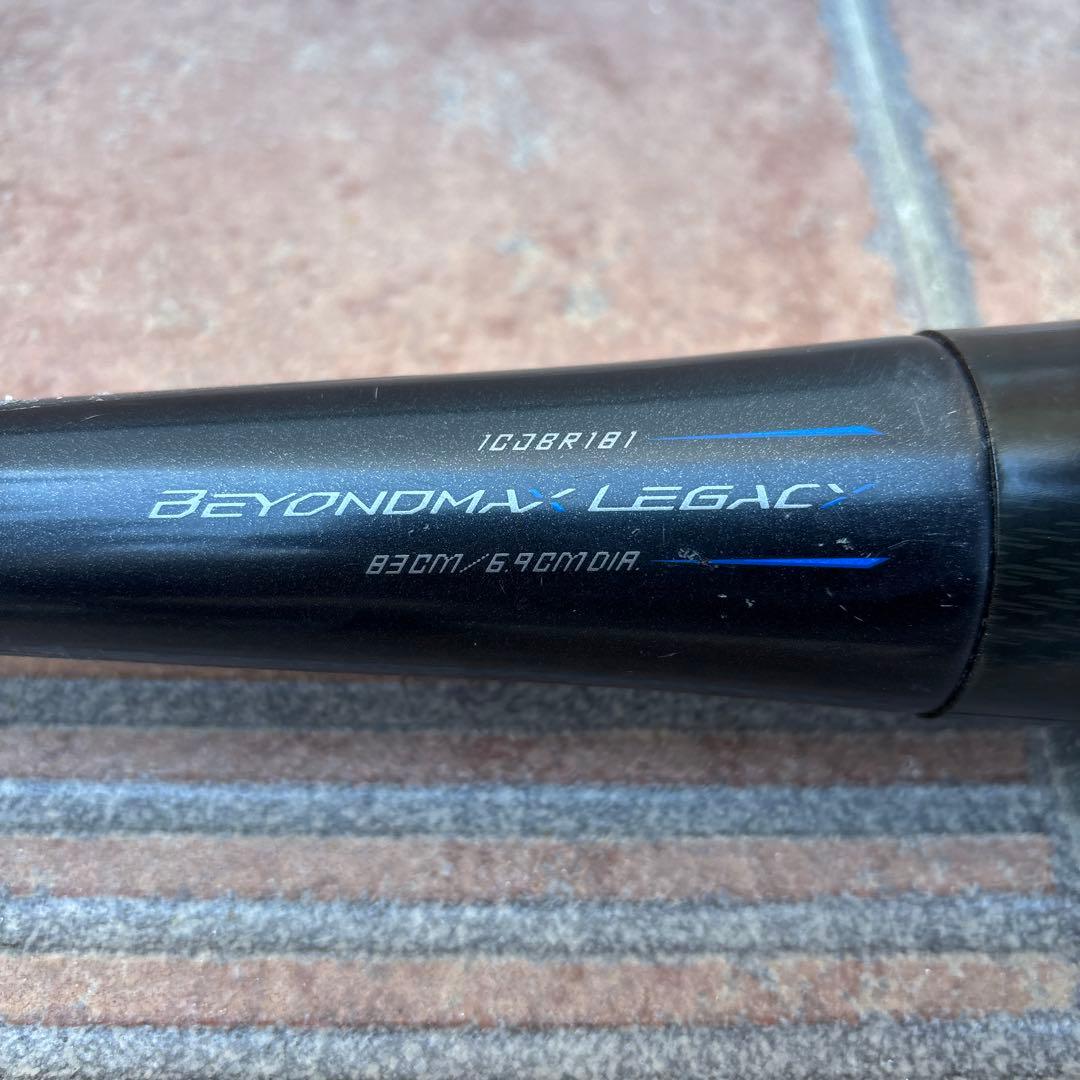 1CJBR181
BEYONDMAX LEGACY
83CM/6.9CMDIA.